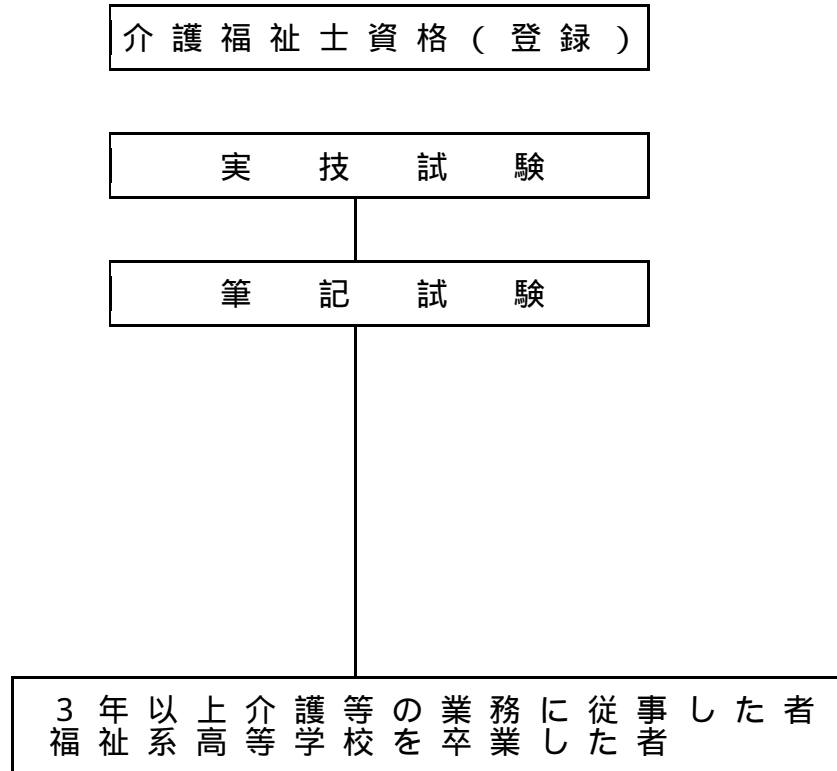 介護福祉士資格(登録)
実技試験
筆記試験
3年以上介護等の業務に従事した者
福祉系高等学校を卒業した者